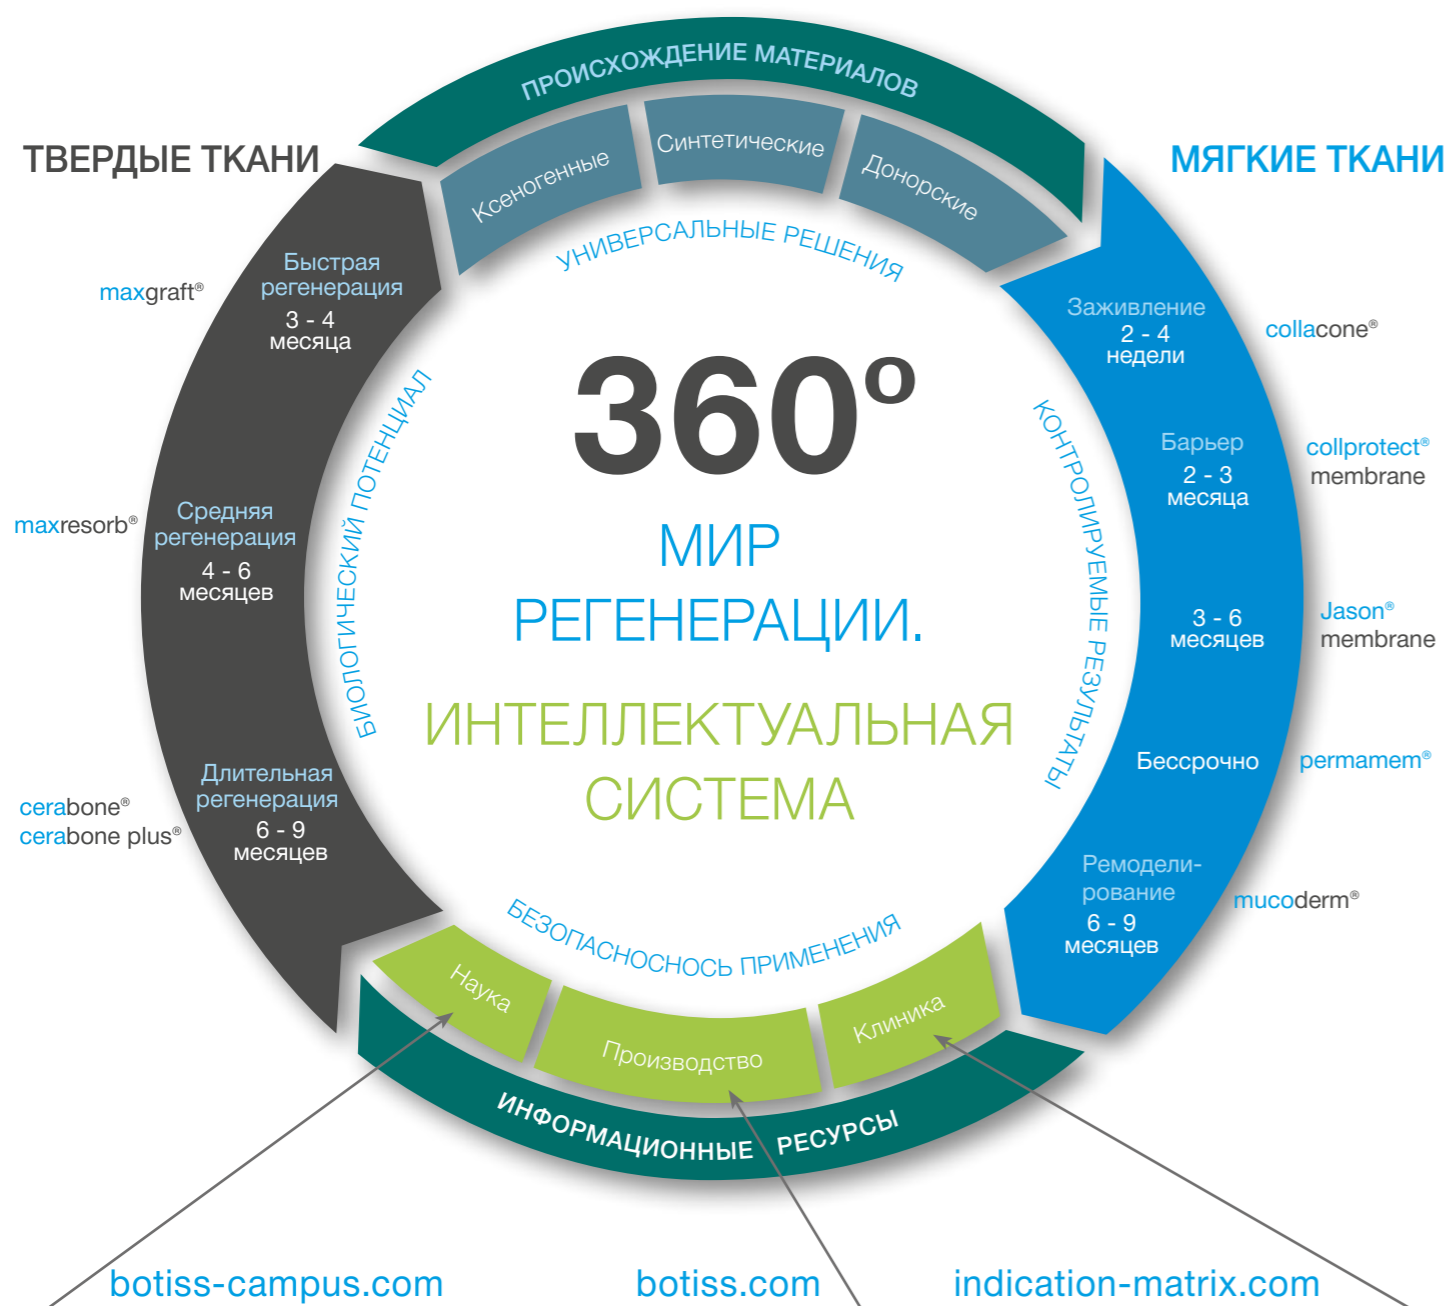 ПРОИСХОЖДЕНИЕ МАТЕРИАЛОВ
Ксеногенные
Синтетические
Донорские
УНИВЕРСАЛЬНЫЕ РЕШЕНИЯ
ТВЕРДЫЕ ТКАНИ
МЯГКИЕ ТКАНИ
maxgraft®
Быстрая
регенерация
3 - 4
месяца
maxresorb®
Средняя
регенерация
4 - 6
месяцев
cerabone®
cerabone plus®
Длительная
регенерация
6 - 9
месяцев
БИОЛОГИЧЕСКИЙ ПОТЕНЦИАЛ
360º
МИР
РЕГЕНЕРАЦИИ.
ИНТЕЛЛЕКТУАЛЬНАЯ
СИСТЕМА
КОНТРОЛИРУЕМЫЕ РЕЗУЛЬТАТЫ
Заживление
2 - 4
недели
collacone®
Барьер
2 - 3
месяца
collprotect®
membrane
3 - 6
месяцев
Jason®
membrane
Бессрочно
permamem®
Ремодели-
рование
6 - 9
месяцев
mucoderm®
БЕЗОПАСНОСНОСЬ ПРИМЕНЕНИЯ
Наука
Производство
Клиника
ИНФОРМАЦИОННЫЕ РЕСУРСЫ
botiss-campus.com
botiss.com
indication-matrix.com